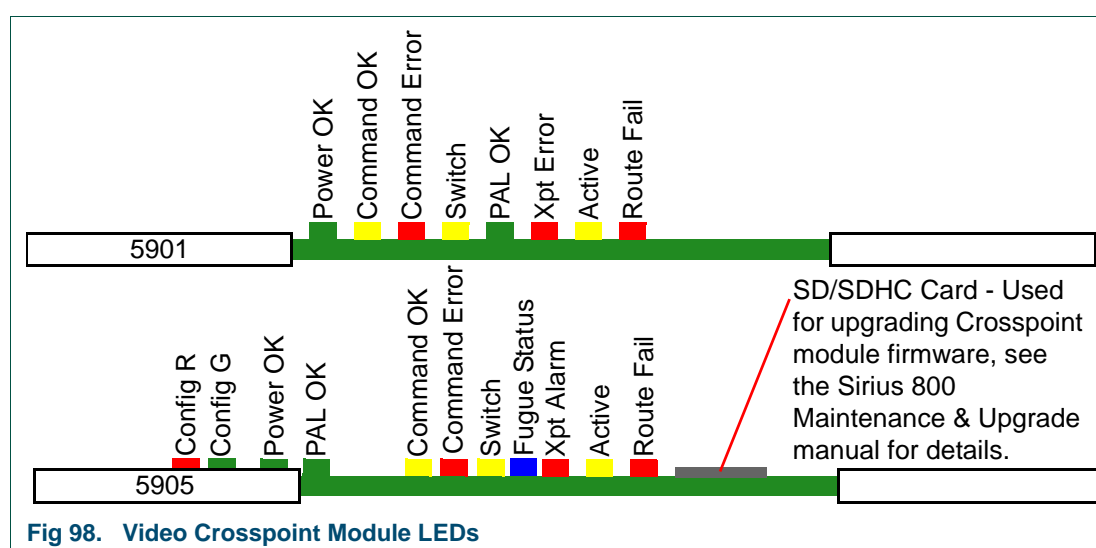 Power OK
Command OK
Command Error
Switch
PAL OK
Xpt Error
Active
Route Fail
5901
SD/SDHC Card - Used
for upgrading Crosspoint
module firmware, see
the Sirius 800
Maintenance & Upgrade
manual for details.
Config R
Config G
Power OK
PAL OK
Command OK
Command Error
Switch
Fugue Status
Xpt Alarm
Active
Route Fail
5905
Fig 98. Video Crosspoint Module LEDs